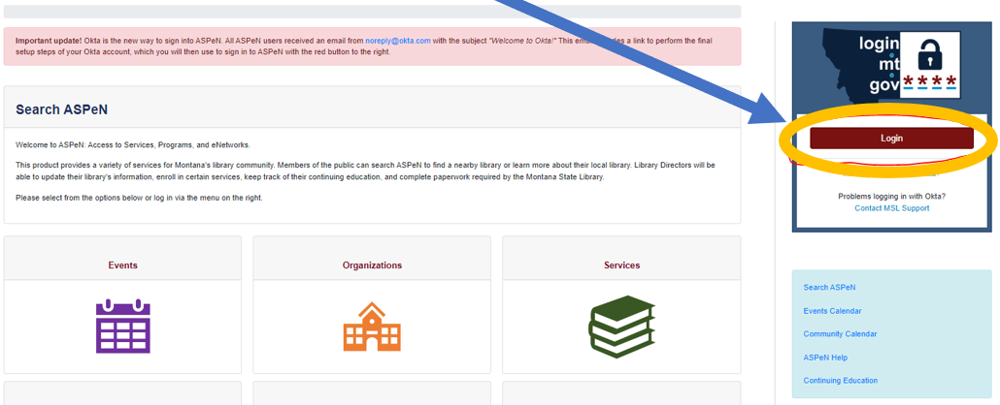 Important update! Okta is the new way to sign into ASPeN. All ASPeN users received an email from noreply@okta.com with the subject "Welcome to Okta!" This email a link to perform the final
setup steps of your Okta account, which you will then use to sign in to ASPeN with the red button to the right.
Search ASPeN
Welcome to ASPeN: Access to Services, Programs, and eNetworks.
This product provides a variety of services for Montana's library community. Members of the public can search ASPeN to find a nearby library or learn more about their local library. Library Directors will be
able to update their library's information, enroll in certain services, keep track of their continuing education, and complete paperwork required by the Montana State Library.
Please select from the options below or log in via the menu on the right.
Events
Organizations
Services
login
mt
gov ****
Login
Problems logging in with Okta?
Contact MSL Support
Search ASPeN
Events Calendar
Community Calendar
ASPeN Help
Continuing Education